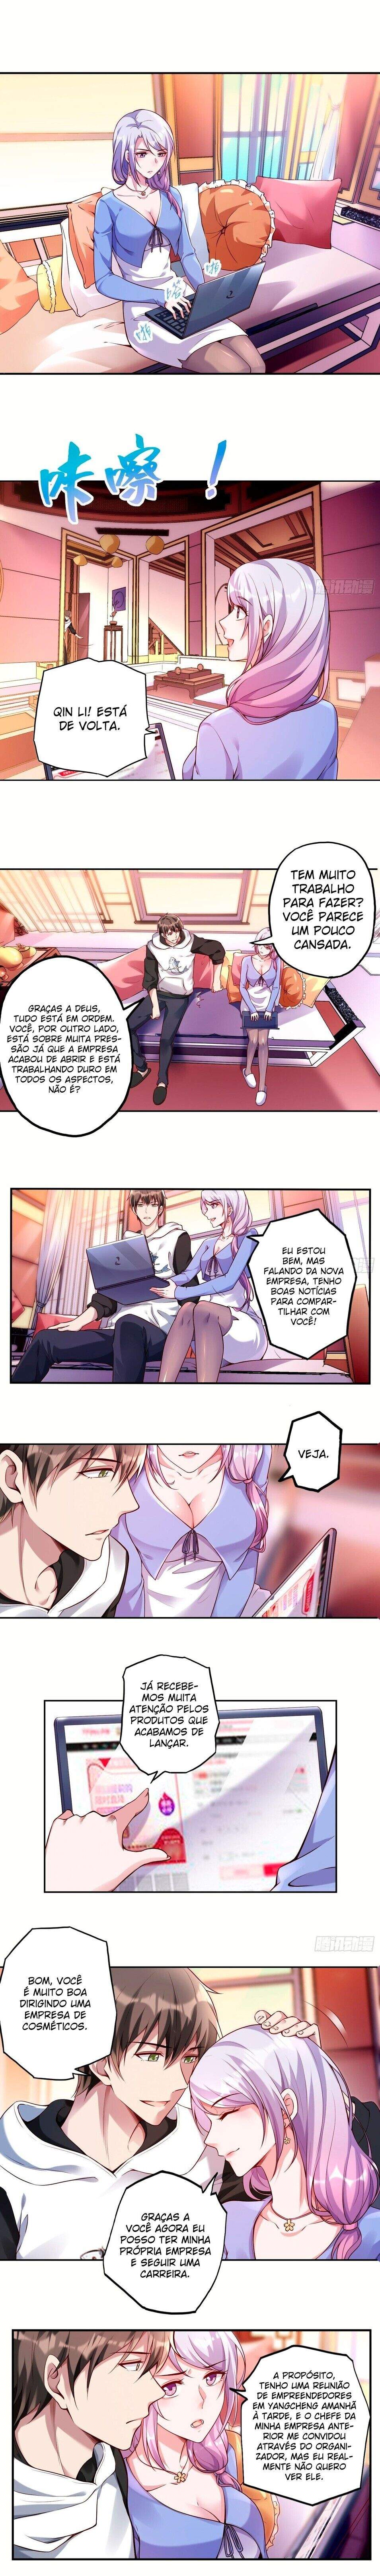 咔嚓！
QIN LI! ESTÁ
DE VOLTA.
TEM MUITO
TRABALHO
PARA FAZER?
VOCÊ PARECE
UM POUCO
CANSADA.
GRAÇAS A DEUS,
TUDO ESTÁ EM ORDEM.
VOCÊ, POR OUTRO LADO,
ESTÁ SOBRE MUITA PRES-
SÃO JÁ QUE A EMPRESA
ACABOU DE ABRIR E ESTÁ
TRABALHANDO DURO EM
TODOS OS ASPECTOS,
NÃO É?
EU ESTOU
BEM, MAS
FALANDO DA NOVA
EMPRESA, TENHO
BOAS NOTÍCIAS
PARA COMPAR-
TILHAR COM
VOCÊ!
VEJA.
JÁ RECEBE-
MOS MUITA
ATENÇÃO PELOS
PRODUTOS QUE
ACABAMOS DE
LANÇAR.
BOM, VOCÊ
É MUITO BOA
DIRIGINDO UMA
EMPRESA DE
COSMÉTICOS.
GRAÇAS A
VOCÊ AGORA EU
POSSO TER MINHA
PRÓPRIA EMPRESA
E SEGUIR UMA
CARREIRA.
A PROPÓSITO,
TENHO UMA REUNIÃO
DE EMPREENDEDORES
EM YANGCHENG AMANHÃ
À TARDE, E O CHEFE DA
MINHA EMPRESA ANTE-
RIOR ME CONVIDOU
ATRAVÉS DO ORGANI-
ZADOR, MAS EU REAL-
MENTE NÃO QUERO
VER ELE.